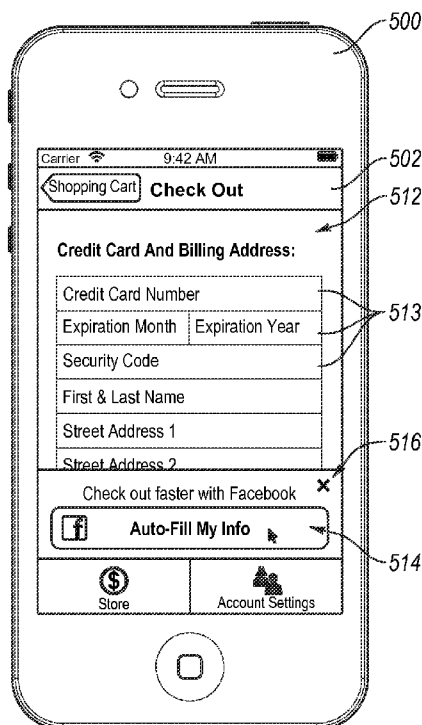 500
Carrier 9:42 AM
502
Shopping Cart Check Out
512
Credit Card And Billing Address:
Credit Card Number
Expiration Month Expiration Year
513
Security Code
First & Last Name
Street Address 1
Street Address 2
516
Check out faster with Facebook X
f Auto-Fill My Info
514
$
Store Account Settings